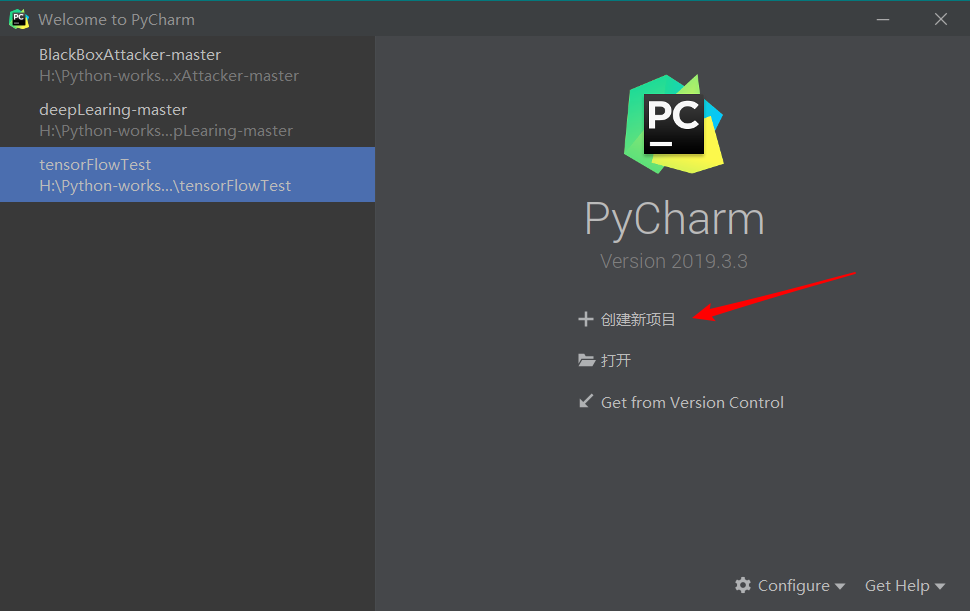 Welcome to PyCharm
BlackBoxAttacker-master
H:\Python-works...xAttacker-master
deepLearing-master
H:\Python-works...pLearing-master
tensorFlowTest
H:\Python-works...\tensorFlowTest
PC
PyCharm
Version 2019.3.3
创建新项目
打开
Get from Version Control
Configure
Get Help